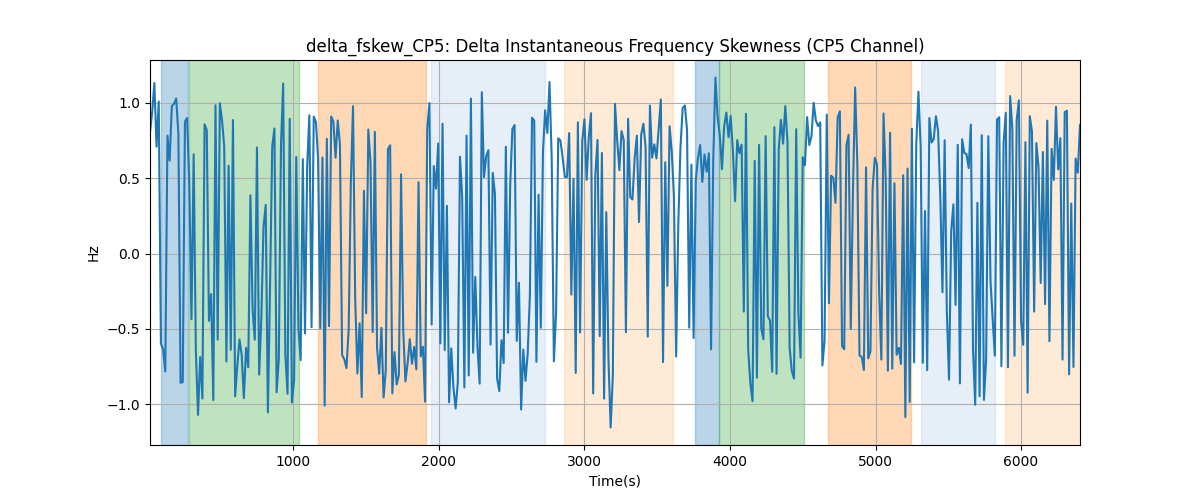 delta_fskew_CP5: Delta Instantaneous Frequency Skewness (CP5 Channel)
1.0
0.5
0.0
−0.5
−1.0
Hz
1000 2000 3000 4000 5000 6000
Time(s)